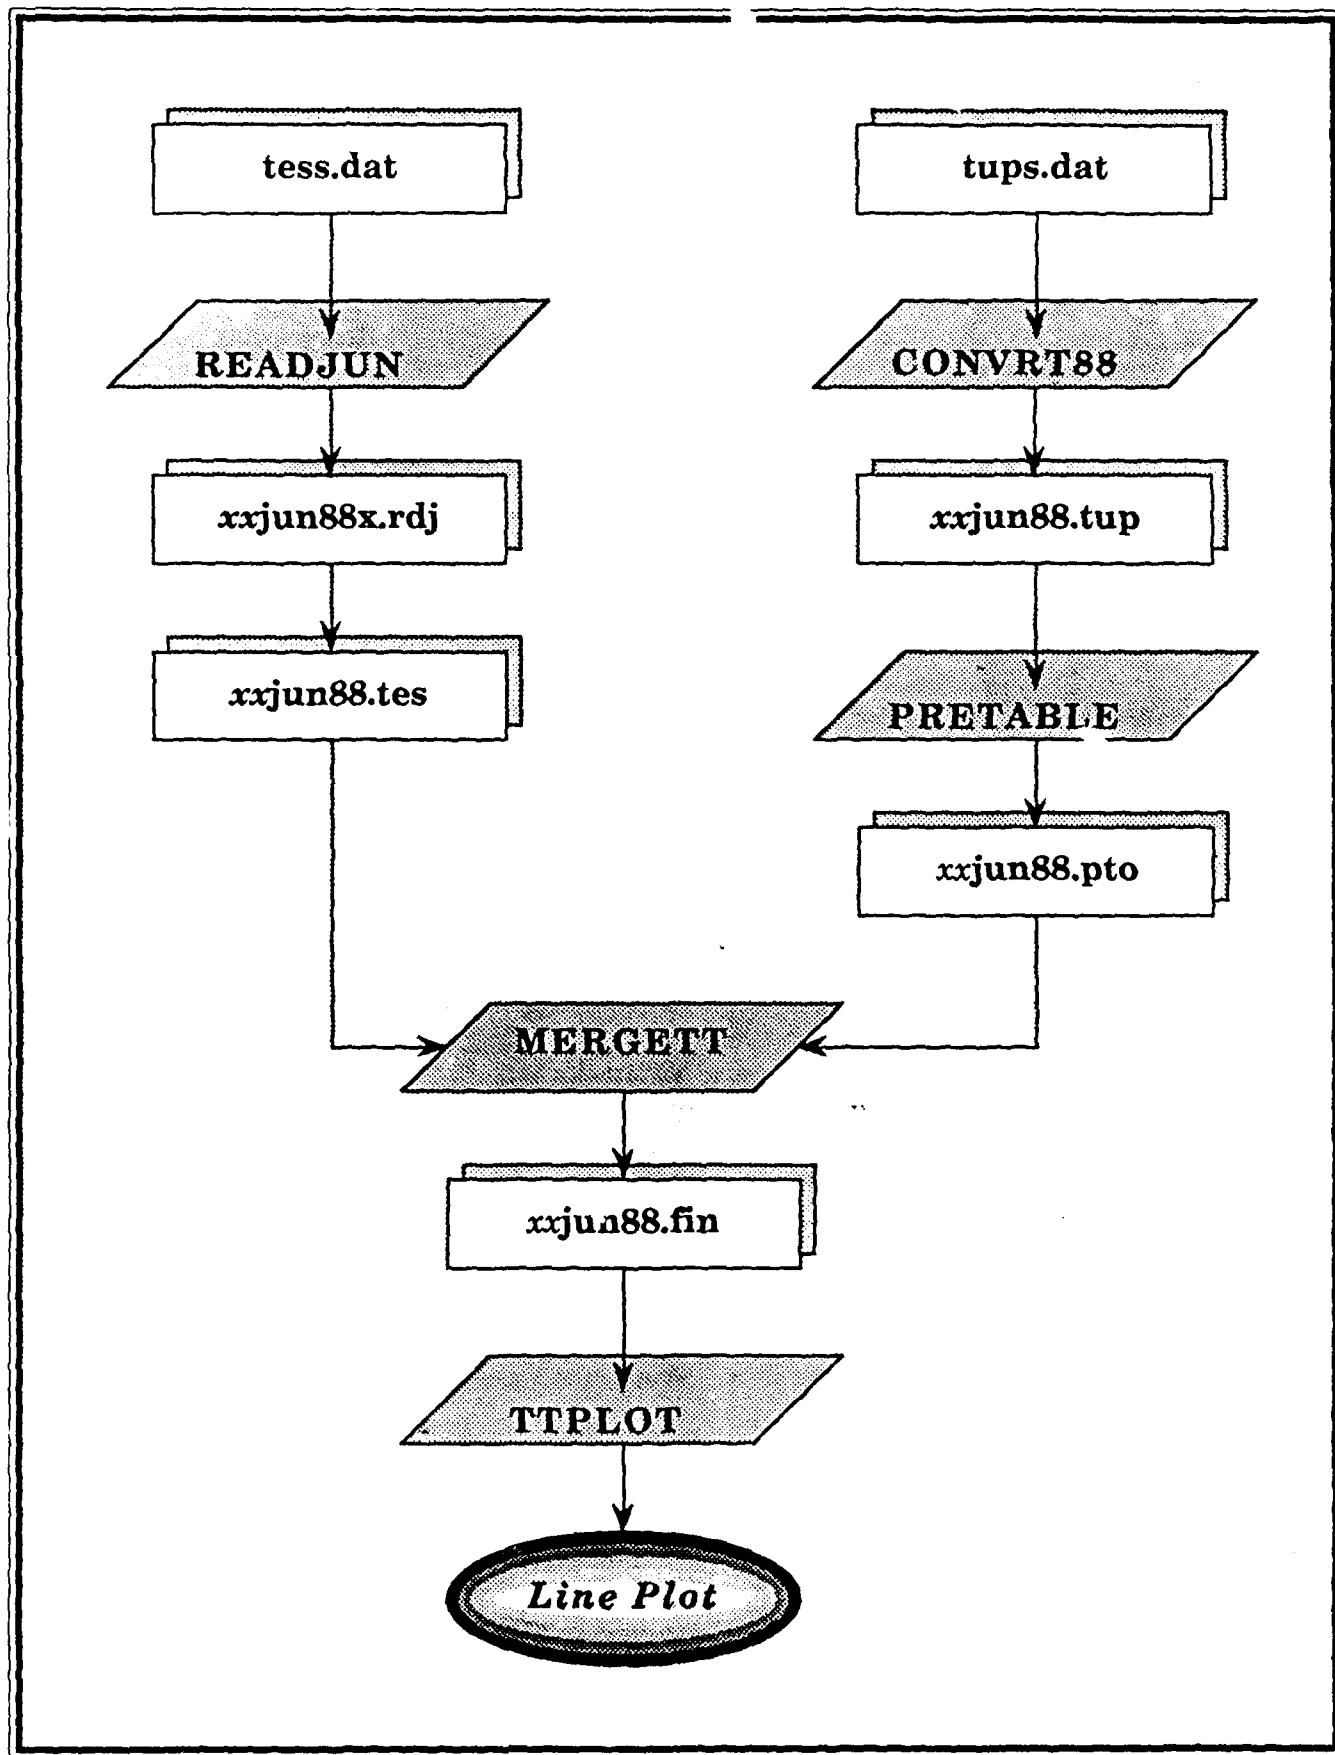 tess.dat
tups.dat
READJUN
CONVRT88
xxjun88x.rdj
xxjun88.tup
xxjun88.tes
PRETABLE
xxjun88.pto
MERGETT
xxjun88.fin
TTPLOT
Line Plot